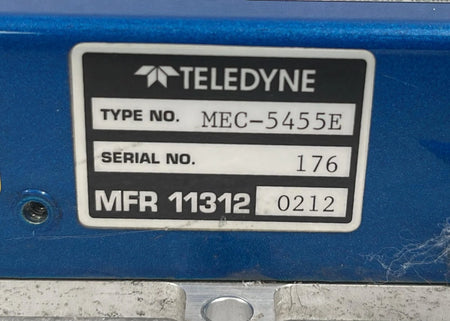 TELEDYNE
TYPE NO. MEC-5455E
SERIAL NO. 176
MFR 11312 0212